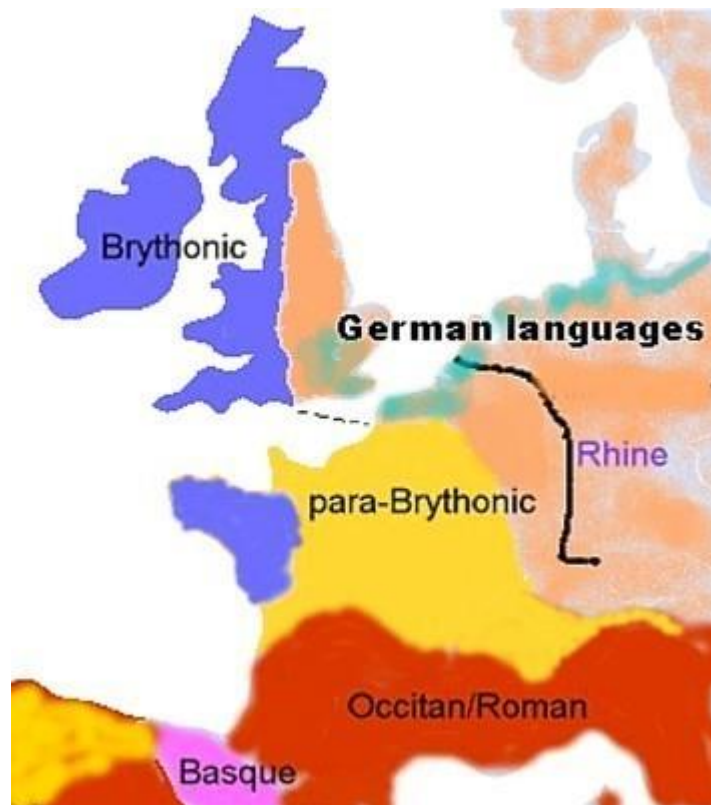 Brythonic
German languages
Rhine
para-Brythonic
Occitan/Roman
Basque